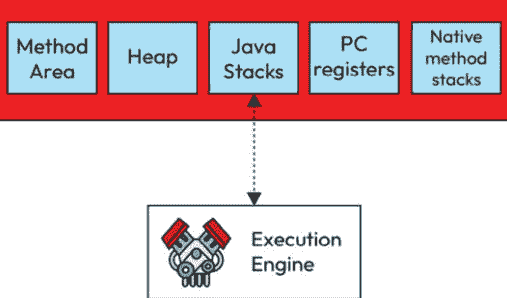 Method
Area
Heap
Java
Stacks
PC
registers
Native
method
stacks
Execution
Engine